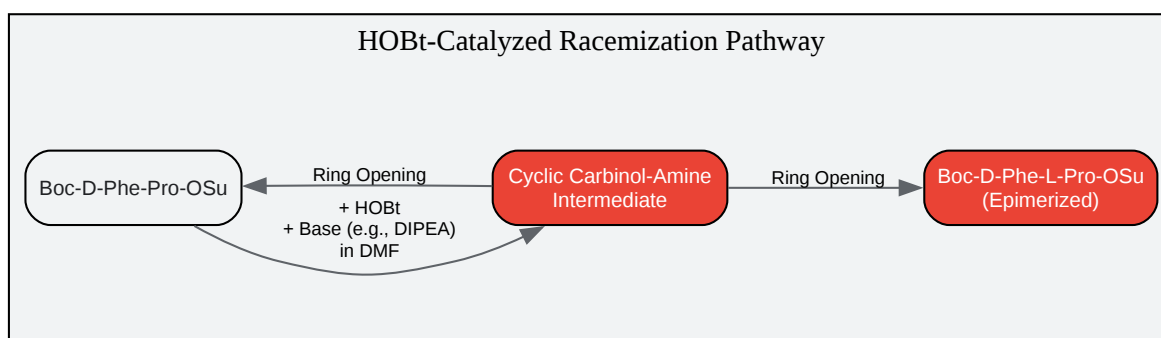 HOBt-Catalyzed Racemization Pathway
Boc-D-Phe-Pro-OSu
Ring Opening
+ HOBt
+ Base (e.g., DIPEA)
in DMF
Cyclic Carbinol-Amine
Intermediate
Ring Opening
Boc-D-Phe-L-Pro-OSu
(Epimerized)